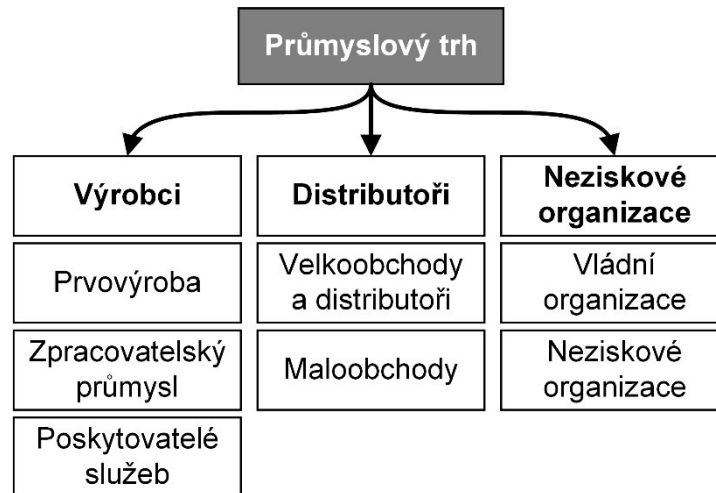 Průmyslový trh
Výrobci
Prvovýroba
Zpracovatelský
průmysl
Poskytovatelé
služeb
Distributoři
Velkoobchody
a distributoři
Maloobchody
Neziskové
organizace
Vládní
organizace
Neziskové
organizace